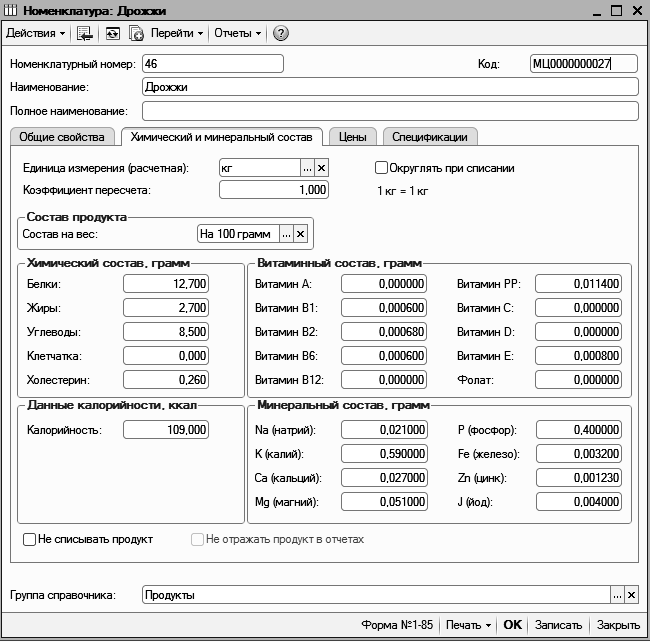 Номенклатура: Дрожжи
Действия Перейти Отчеты ?
Номенклатурный номер: 46 Код: МЦ0000000027
Наименование: Дрожжи
Полное наименование:
Общие свойства Химический и минеральный состав Цены Спецификации
Единица измерения (расчетная): кг ... x Округлять при списании
Коэффициент пересчета: 1,000 1 кг = 1 кг
Состав продукта
Состав на вес: На 100 грамм ... x
Химический состав, грамм Витаминный состав, грамм
Белки: 12,700 Витамин А: 0,000000 Витамин РР: 0,011400
Жиры: 2,700 Витамин В1: 0,000600 Витамин С: 0,000000
Углеводы: 8,500 Витамин В2: 0,000680 Витамин D: 0,000000
Клетчатка: 0,000 Витамин В6: 0,000600 Витамин Е: 0,000800
Холестерин: 0,260 Витамин В12: 0,000000 Фолат: 0,000000
Данные калорийности, ккал Минеральный состав, грамм
Калорийность: 109,000 Na (натрий): 0,021000 P (фосфор): 0,400000
K (калий): 0,590000 Fe (железо): 0,003200
Ca (кальций): 0,027000 Zn (цинк): 0,001230
Mg (магний): 0,051000 J (йод): 0,004000
Не списывать продукт Не отражать продукт в отчетах
Группа справочника: Продукты ... x
Форма №1-85 Печать OK Записать Закрыть